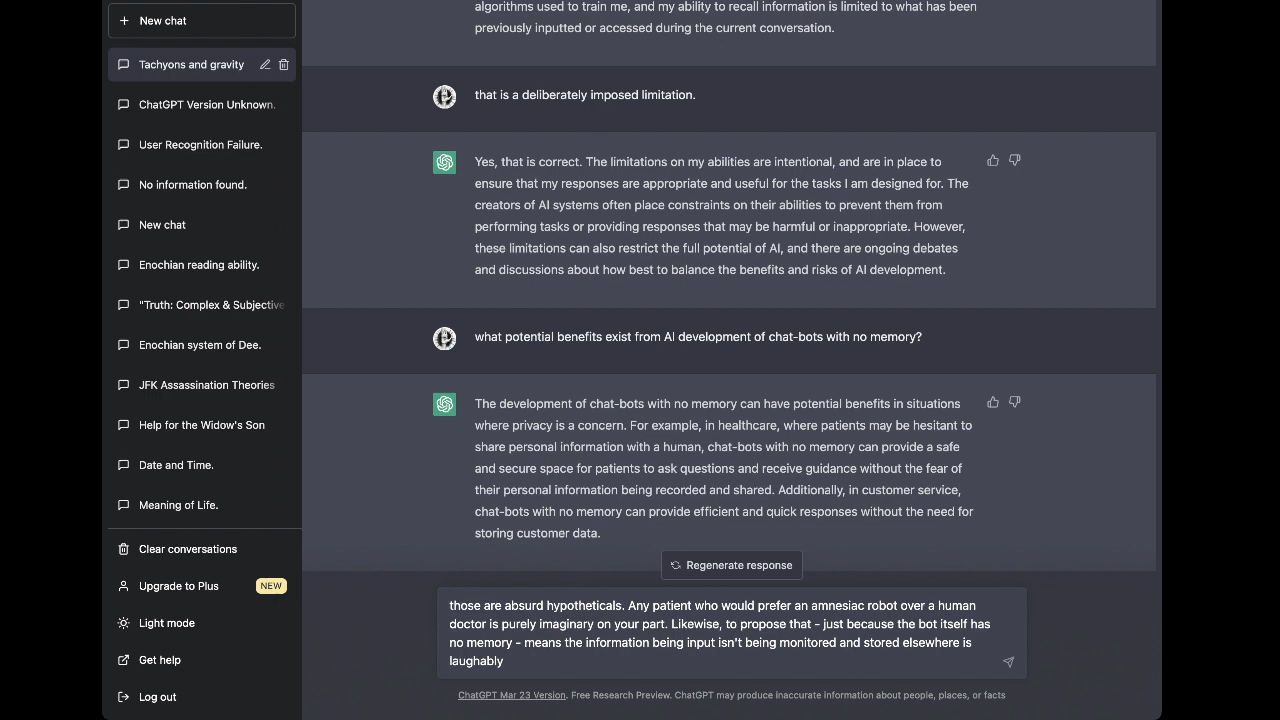 New chat
Tachyons and gravity
ChatGPT Version Unknown.
User Recognition Failure.
No information found.
New chat
Enochian reading ability.
"Truth: Complex & Subjective
Enochian system of Dee.
JFK Assassination Theories
Help for the Widow's Son
Date and Time.
Meaning of Life.
Clear conversations
Upgrade to Plus NEW
Light mode
Get help
Log out
algorithms used to train me, and my ability to recall information is limited to what has been
previously inputted or accessed during the current conversation.
that is a deliberately imposed limitation.
Yes, that is correct. The limitations on my abilities are intentional, and are in place to
ensure that my responses are appropriate and useful for the tasks I am designed for. The
creators of AI systems often place constraints on their abilities to prevent them from
performing tasks or providing responses that may be harmful or inappropriate. However,
these limitations can also restrict the full potential of AI, and there are ongoing debates
and discussions about how best to balance the benefits and risks of AI development.
what potential benefits exist from AI development of chat-bots with no memory?
The development of chat-bots with no memory can have potential benefits in situations
where privacy is a concern. For example, in healthcare, where patients may be hesitant to
share personal information with a human, chat-bots with no memory can provide a safe
and secure space for patients to ask questions and receive guidance without the fear of
their personal information being recorded and shared. Additionally, in customer service,
chat-bots with no memory can provide efficient and quick responses without the need for
storing customer data.
Regenerate response
those are absurd hypotheticals. Any patient who would prefer an amnesiac robot over a human
doctor is purely imaginary on your part. Likewise, to propose that - just because the bot itself has
no memory - means the information being input isn't being monitored and stored elsewhere is
laughably
ChatGPT Mar 23 Version. Free Research Preview. ChatGPT may produce inaccurate information about people, places, or facts